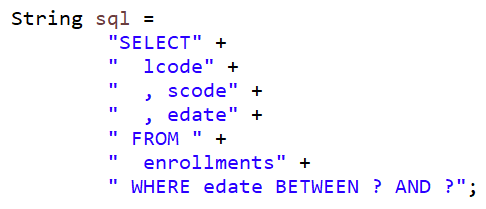 String sql =
        "SELECT" +
        "  lcode" +
        "  , scode" +
        "  , edate" +
        " FROM " +
        "  enrollments" +
        " WHERE edate BETWEEN ? AND ?";